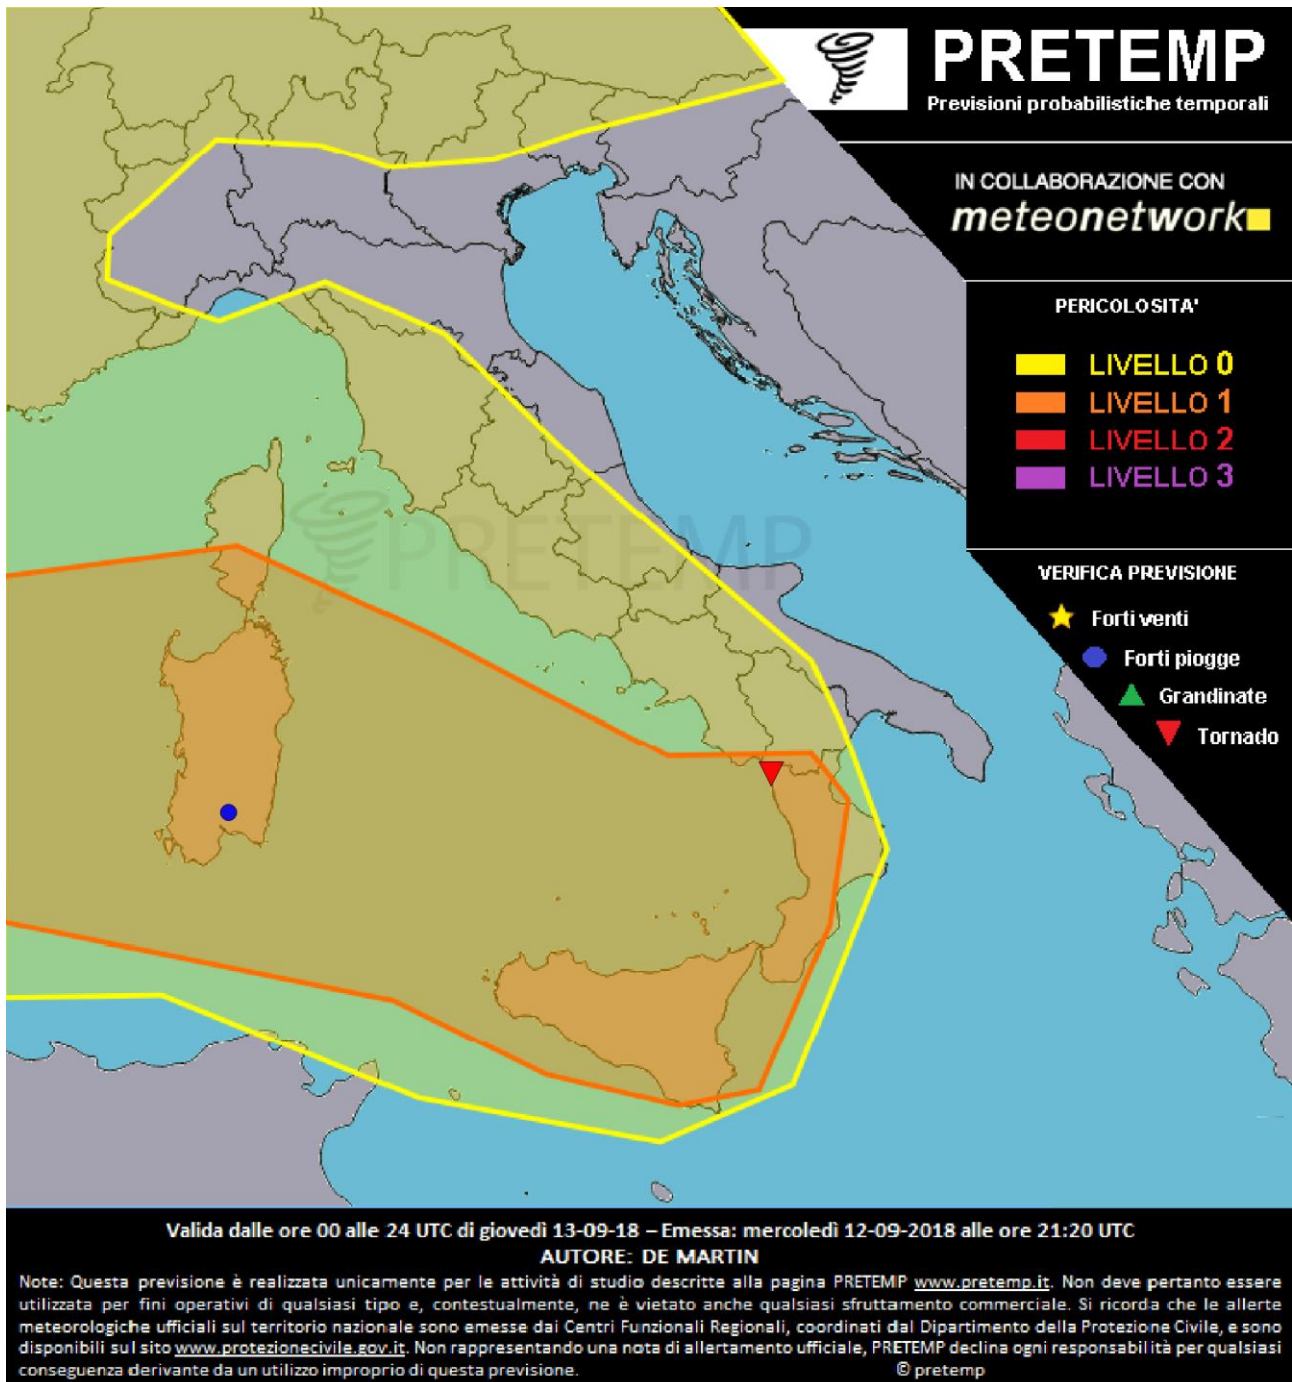 PRETEMP
Previsioni probabilistiche temporali
IN COLLABORAZIONE CON
meteonetwork
PERICOLOSITA'
LIVELLO 0
LIVELLO 1
LIVELLO 2
LIVELLO 3
VERIFICA PREVISIONE
Forti venti
Forti piogge
Grandinate
Tornado
PRETEMP
Valida dalle ore 00 alle 24 UTC di giovedì 13-09-18 – Emessa: mercoledì 12-09-2018 alle ore 21:20 UTC
AUTORE: DE MARTIN
Note: Questa previsione è realizzata unicamente per le attività di studio descritte alla pagina PRETEMP www.pretemp.it. Non deve pertanto essere
utilizzata per fini operativi di qualsiasi tipo e, contestualmente, ne è vietato anche qualsiasi sfruttamento commerciale. Si ricorda che le allerte
meteorologiche ufficiali sul territorio nazionale sono emesse dai Centri Funzionali Regionali, coordinati dal Dipartimento della Protezione Civile, e sono
disponibili sul sito www.protezionecivile.gov.it. Non rappresentando una nota di allertamento ufficiale, PRETEMP declina ogni responsabilità per qualsiasi
conseguenza derivante da un utilizzo improprio di questa previsione. © pretemp